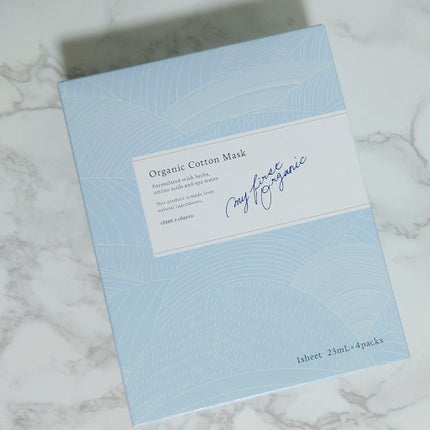 Organic Cotton Mask
Formulated with herbs,
amino acids and spa water
This product is made from
natural ingredients.
my first
Organic
1sheet 23mL × 4packs